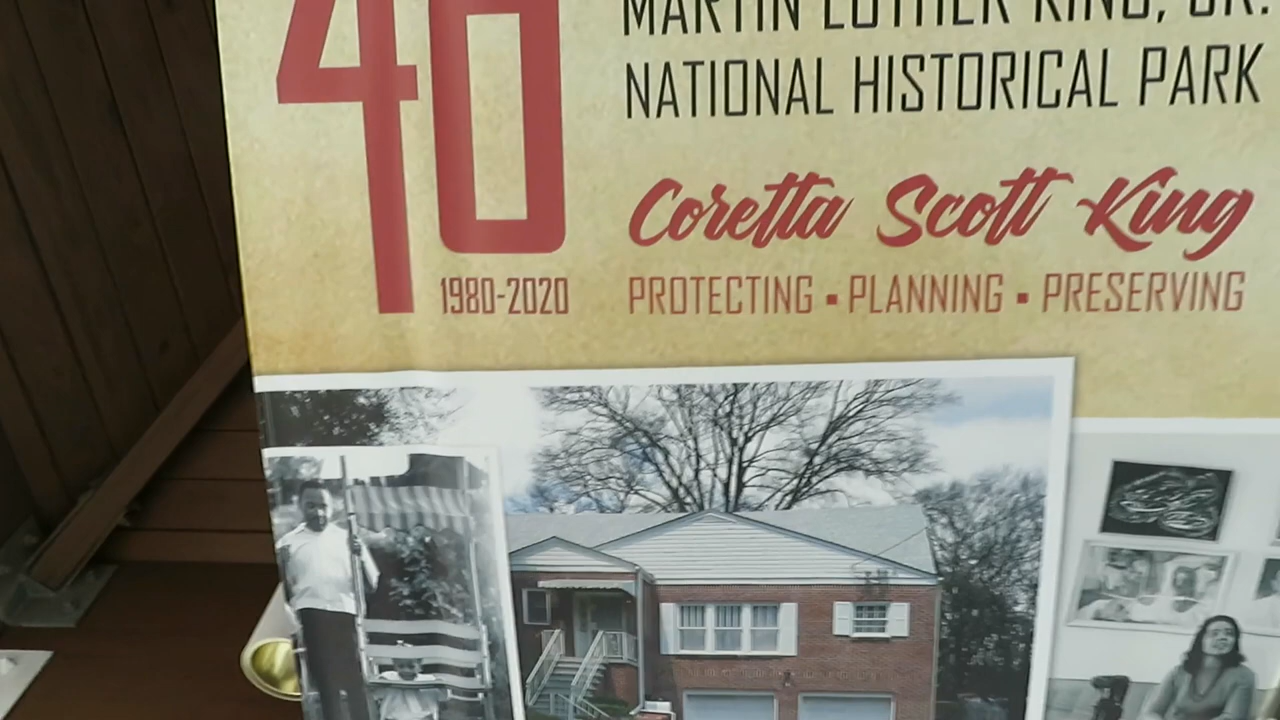 40
MARTIN LUTHER KING, JR.
NATIONAL HISTORICAL PARK
Coretta Scott King
1980-2020
PROTECTING ▪ PLANNING ▪ PRESERVING